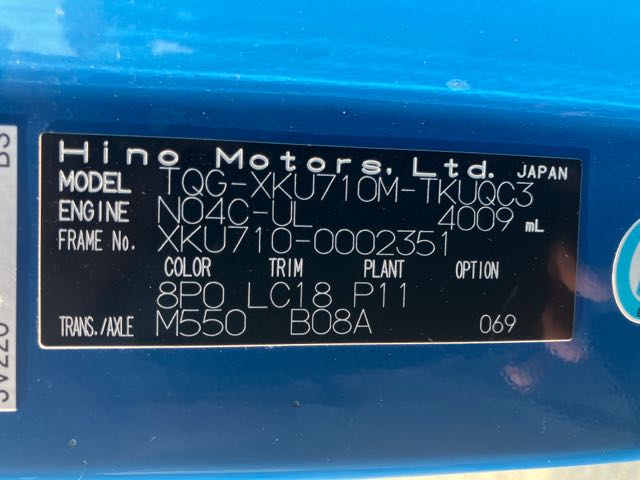 Hino Motors, Ltd. JAPAN
MODEL TQG-XKU710M-TKUQC3
ENGINE N04C-UL 4009 mL
FRAME No. XKU710-0002351
COLOR TRIM PLANT OPTION
8P0 LC18 P11
TRANS./AXLE M550 B08A 069